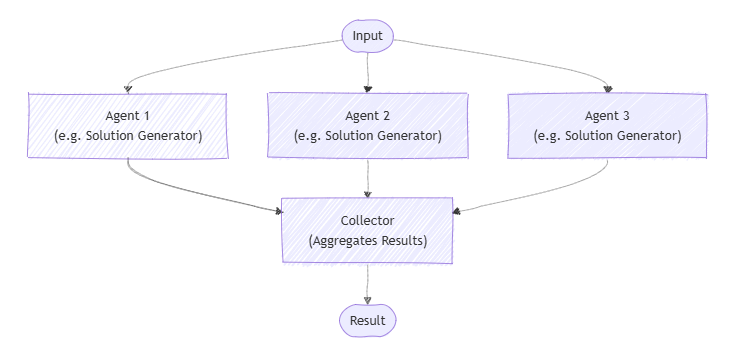 Input
Agent 1
(e.g. Solution Generator)
Agent 2
(e.g. Solution Generator)
Agent 3
(e.g. Solution Generator)
Collector
(Aggregates Results)
Result